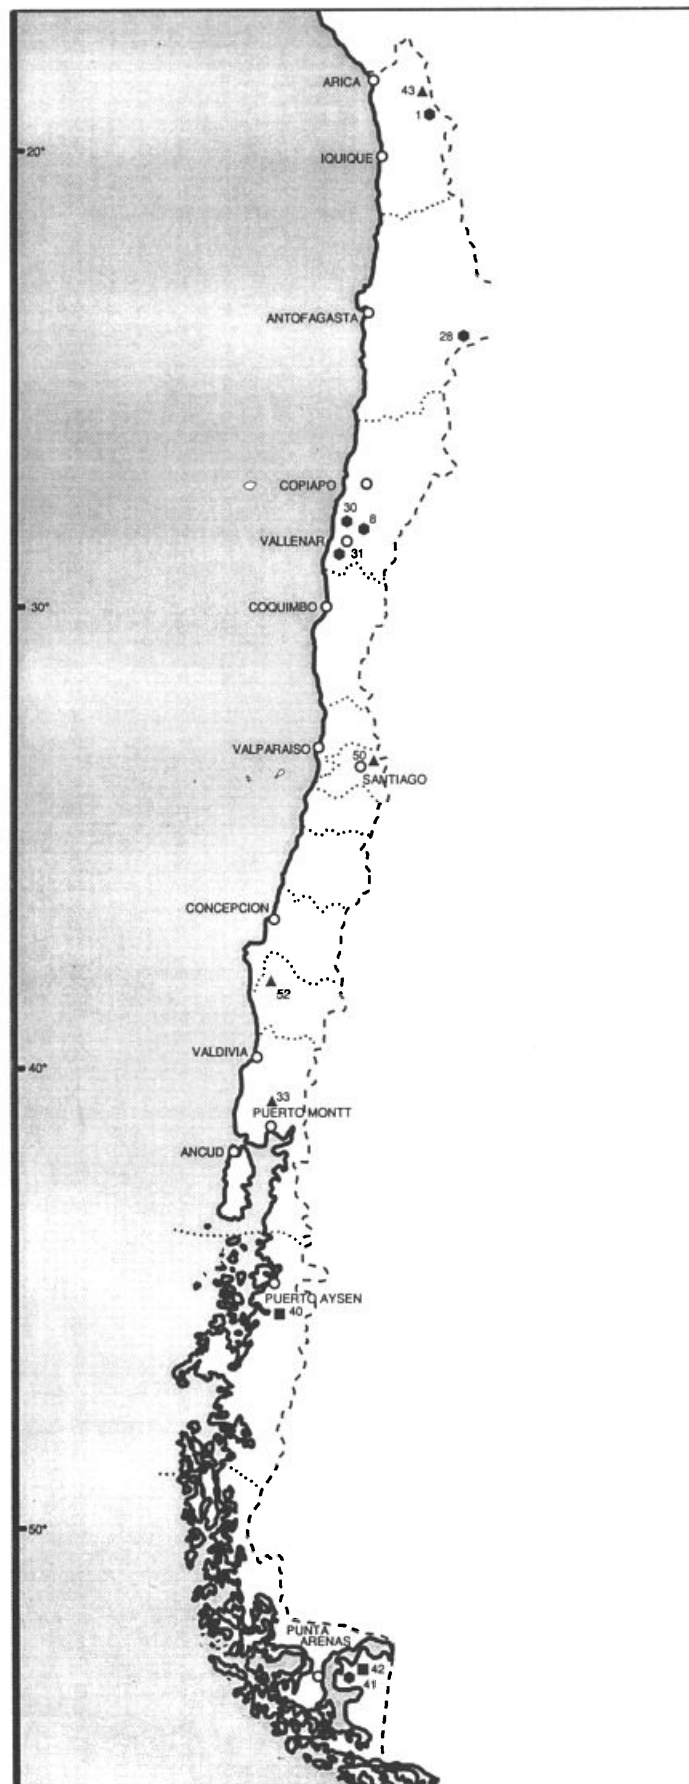 ARICA
43
1
20°
IQUIQUE
ANTOFAGASTA
28
COPIAPO
30
8
VALLENAR
31
30°
COQUIMBO
VALPARAISO
50
SANTIAGO
CONCEPCION
52
VALDIVIA
40°
33
PUERTO MONTT
ANCUD
PUERTO AYSEN
40
50°
PUNTA
ARENAS
42
41